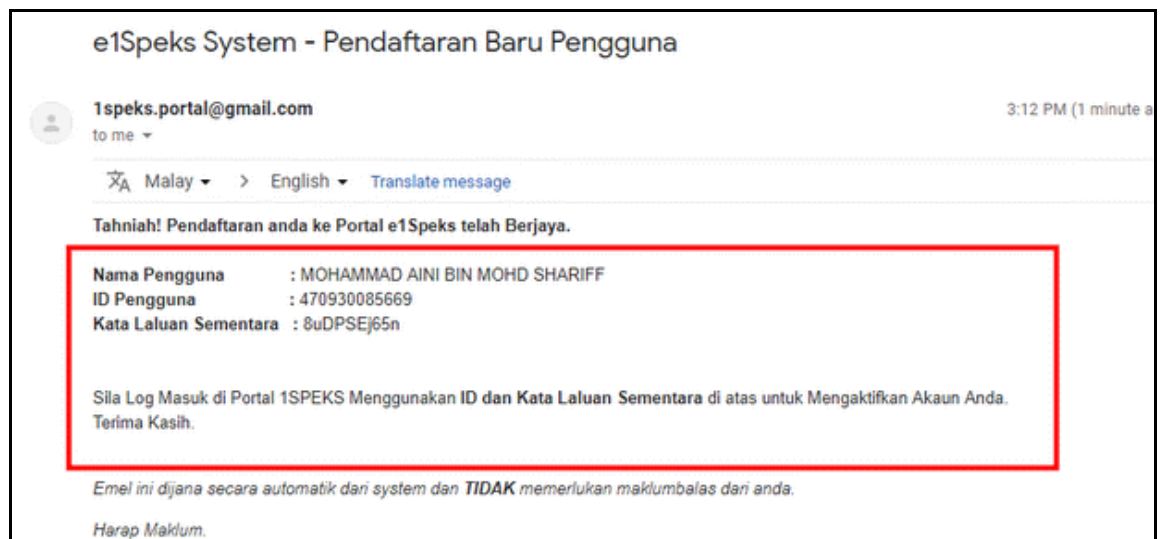 e1Speks System - Pendaftaran Baru Pengguna
1speks.portal@gmail.com
3:12 PM (1 minute a
to me
Malay > English Translate message
Tahniah! Pendaftaran anda ke Portal e1Speks telah Berjaya.
Nama Pengguna : MOHAMMAD AINI BIN MOHD SHARIFF
ID Pengguna : 470930085669
Kata Laluan Sementara : 8uDPSEj65n
Sila Log Masuk di Portal 1SPEKS Menggunakan ID dan Kata Laluan Sementara di atas untuk Mengaktifkan Akaun Anda.
Terima Kasih.
Emel ini dijana secara automatik dari system dan TIDAK memerlukan maklumbalas dari anda.
Harap Maklum.